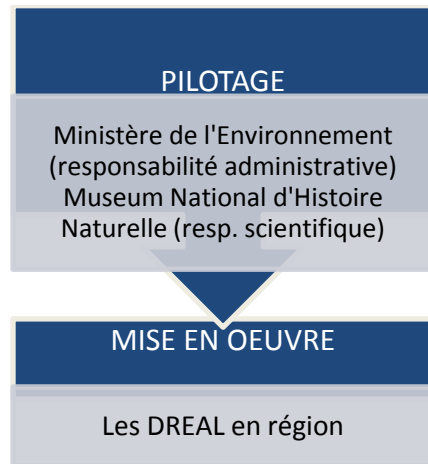 PILOTAGE
Ministère de l'Environnement
(responsabilité administrative)
Museum National d'Histoire
Naturelle (resp. scientifique)
MISE EN OEUVRE
Les DREAL en région